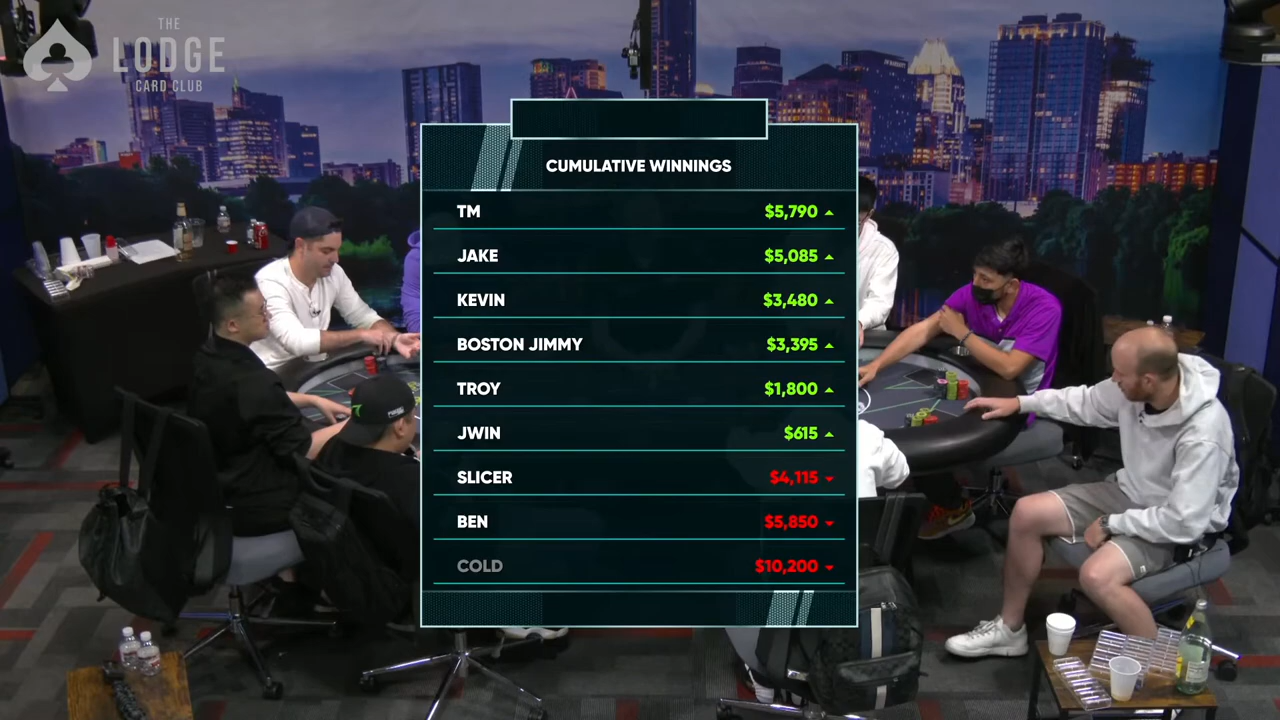 THE
LODGE
CARD CLUB
CUMULATIVE WINNINGS
TM $5,790
JAKE $5,085
KEVIN $3,480
BOSTON JIMMY $3,395
TROY $1,800
JWIN $615
SLICER $4,115
BEN $5,850
COLD $10,200